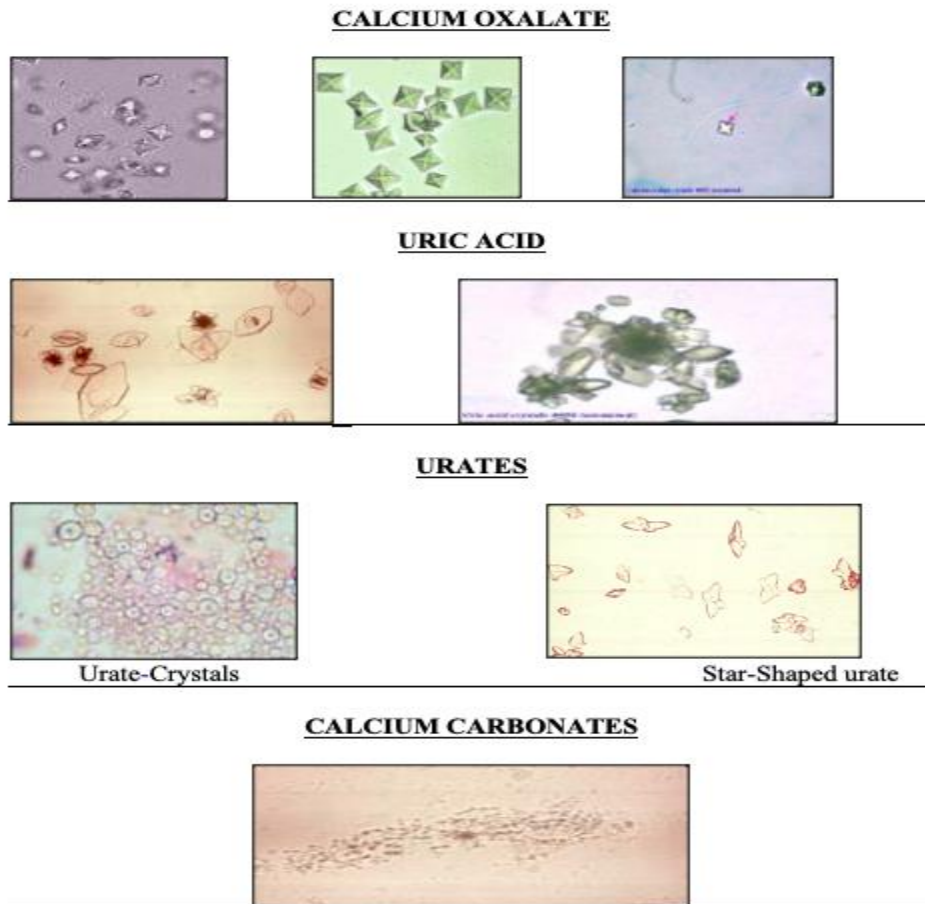 CALCIUM OXALATE
URIC ACID
URATES
Urate-Crystals
Star-Shaped urate
CALCIUM CARBONATES